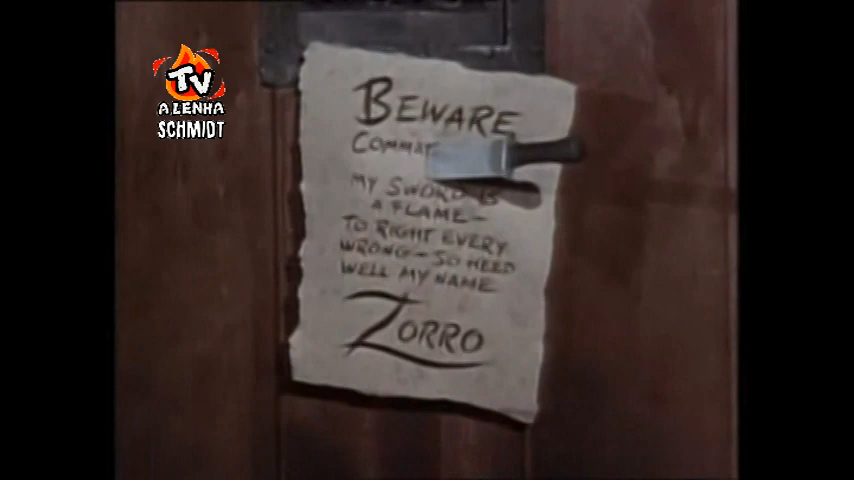 TV
A LENHA
SCHMIDT
BEWARE
MY SWORD IS
A FLAME—
TO RIGHT EVERY
WRONG—SO HEED
WELL MY NAME
ZORRO